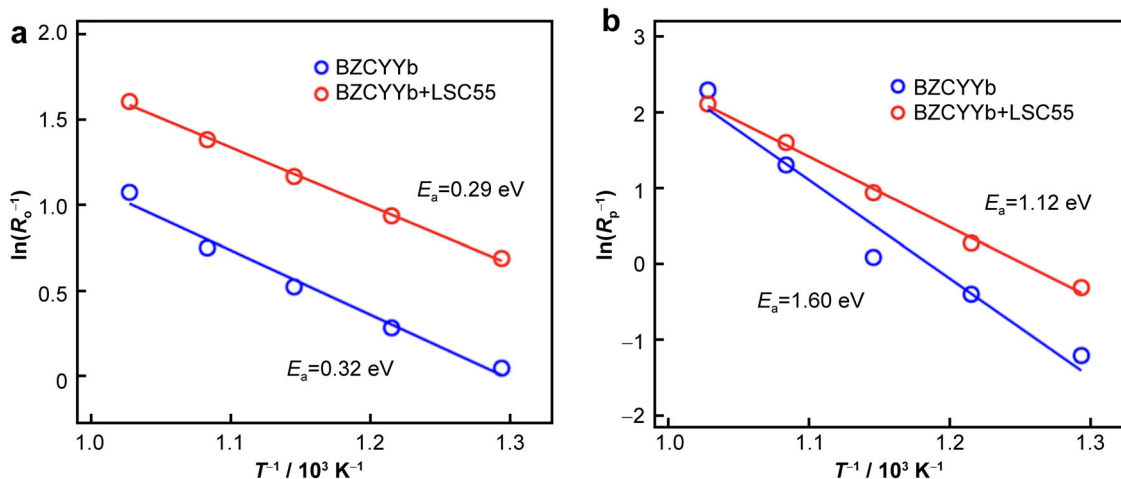 a
2.0
1.5
1.0
0.5
0
1.0
1.1
1.2
1.3
ln(Rₒ⁻¹)
T⁻¹ / 10³ K⁻¹
BZCYYb
BZCYYb+LSC55
Eₐ=0.29 eV
Eₐ=0.32 eV
b
3
2
1
0
−1
−2
1.0
1.1
1.2
1.3
ln(Rₚ⁻¹)
T⁻¹ / 10³ K⁻¹
BZCYYb
BZCYYb+LSC55
Eₐ=1.12 eV
Eₐ=1.60 eV